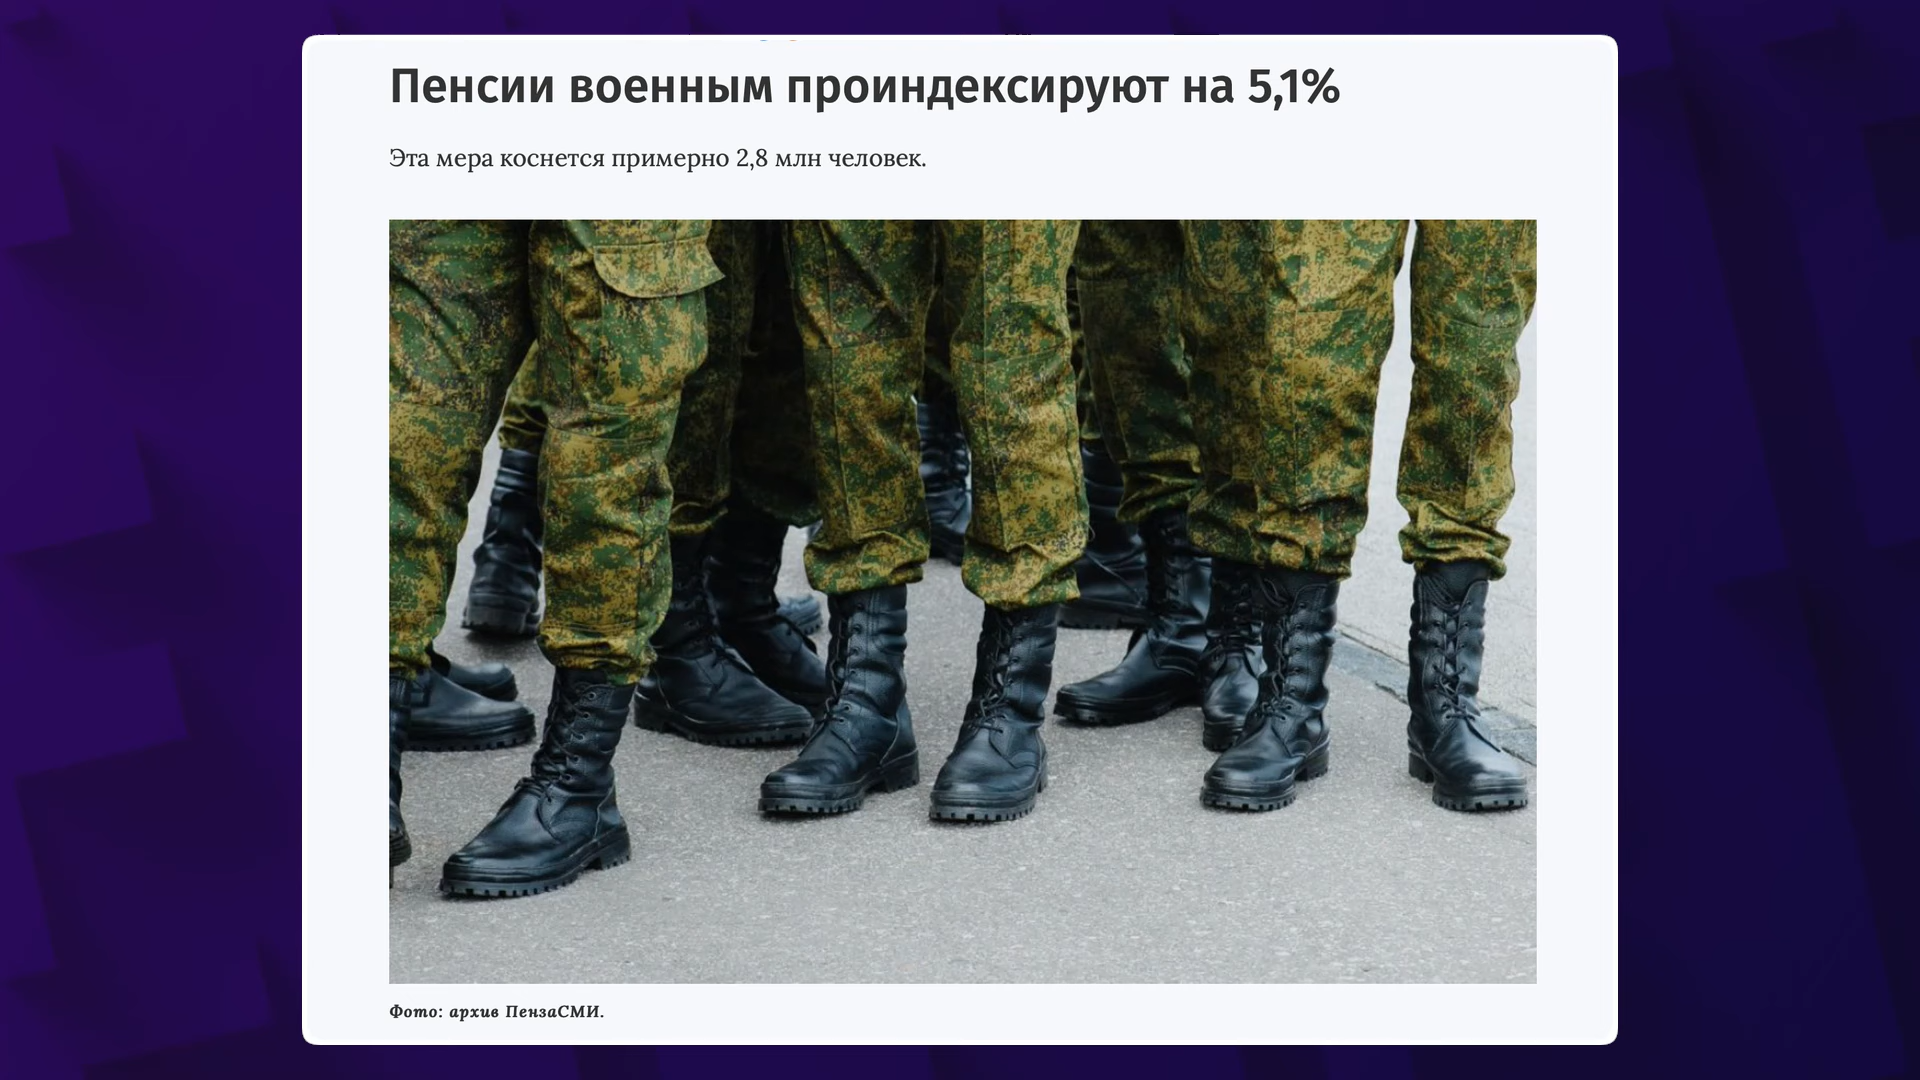 Пенсии военным проиндексируют на 5,1%
Эта мера коснется примерно 2,8 млн человек.
Фото: архив ПензаСМИ.